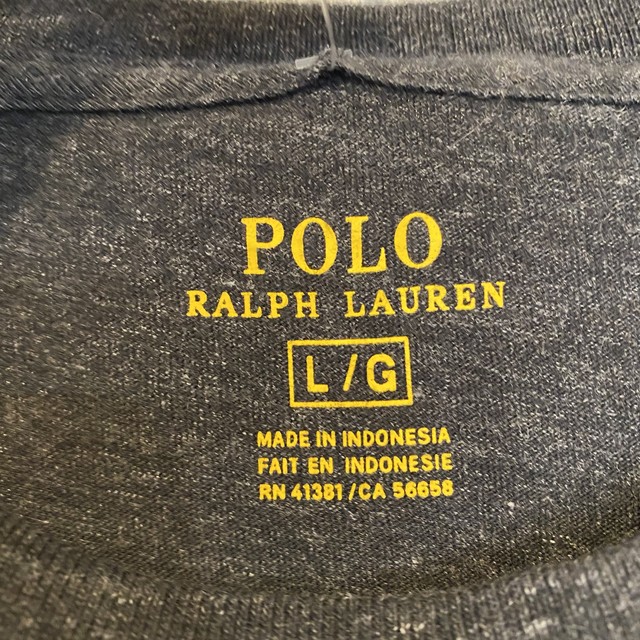 POLO
RALPH LAUREN
L/G
MADE IN INDONESIA
FAIT EN INDONESIE
RN 41381/CA 56658